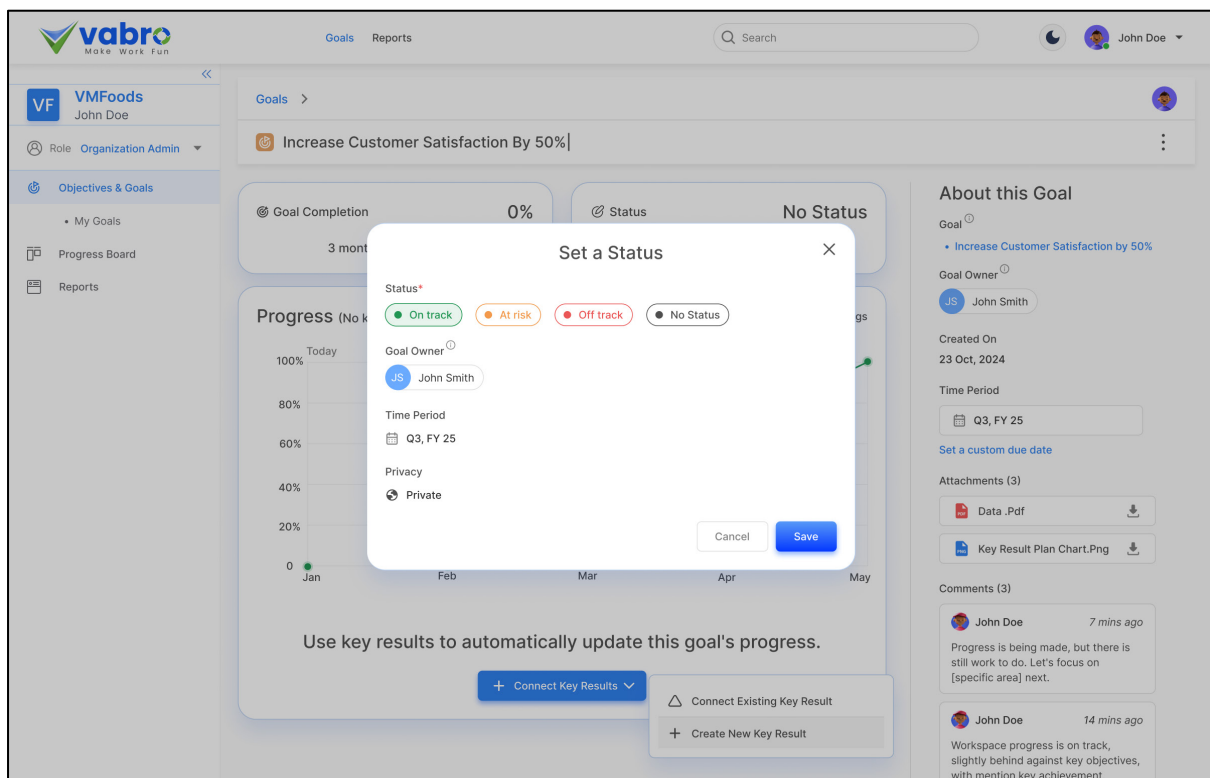 vabro
Make Work Fun
Goals Reports
Search
John Doe
VF
VMFoods
John Doe
Role Organization Admin
Objectives & Goals
• My Goals
Progress Board
Reports
Goals >
Increase Customer Satisfaction By 50%
Goal Completion 0%
3 mont
Status No Status
Progress (No k
gs
Today
100%
80%
60%
40%
20%
0
Jan Feb Mar Apr May
Use key results to automatically update this goal's progress.
+ Connect Key Results
Connect Existing Key Result
+ Create New Key Result
Set a Status
Status*
On track At risk Off track No Status
Goal Owner
JS John Smith
Time Period
Q3, FY 25
Privacy
Private
Cancel Save
About this Goal
Goal
• Increase Customer Satisfaction by 50%
Goal Owner
JS John Smith
Created On
23 Oct, 2024
Time Period
Q3, FY 25
Set a custom due date
Attachments (3)
PDF Data .Pdf
PNG Key Result Plan Chart.Png
Comments (3)
John Doe 7 mins ago
Progress is being made, but there is
still work to do. Let's focus on
[specific area] next.
John Doe 14 mins ago
Workspace progress is on track,
slightly behind against key objectives,
with mention key achievement